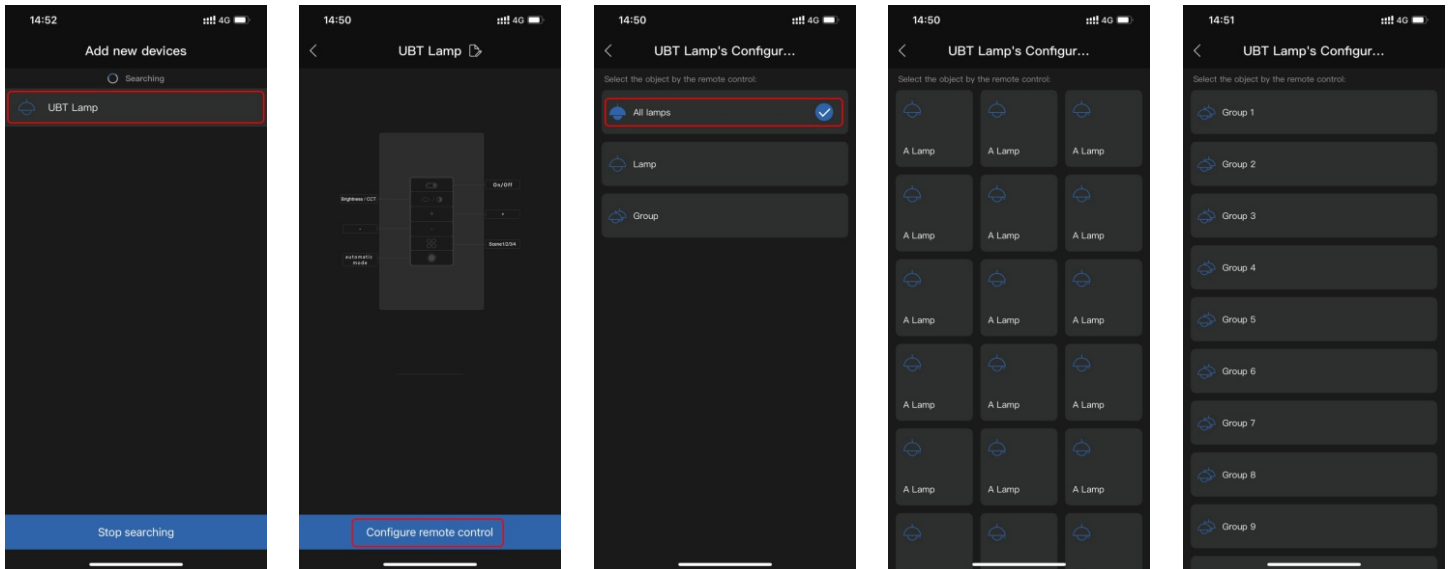 14:52
4G
Add new devices
Searching
UBT Lamp
Stop searching
14:50
4G
UBT Lamp
On/Off
Brightness / CCT
+
-
Scene1/2/3/4
automatic
mode
Configure remote control
14:50
4G
UBT Lamp's Configur...
Select the object by the remote control:
All lamps
Lamp
Group
14:50
4G
UBT Lamp's Configur...
Select the object by the remote control:
A Lamp A Lamp A Lamp
A Lamp A Lamp A Lamp
A Lamp A Lamp A Lamp
A Lamp A Lamp A Lamp
A Lamp A Lamp A Lamp
14:51
4G
UBT Lamp's Configur...
Select the object by the remote control:
Group 1
Group 2
Group 3
Group 4
Group 5
Group 6
Group 7
Group 8
Group 9